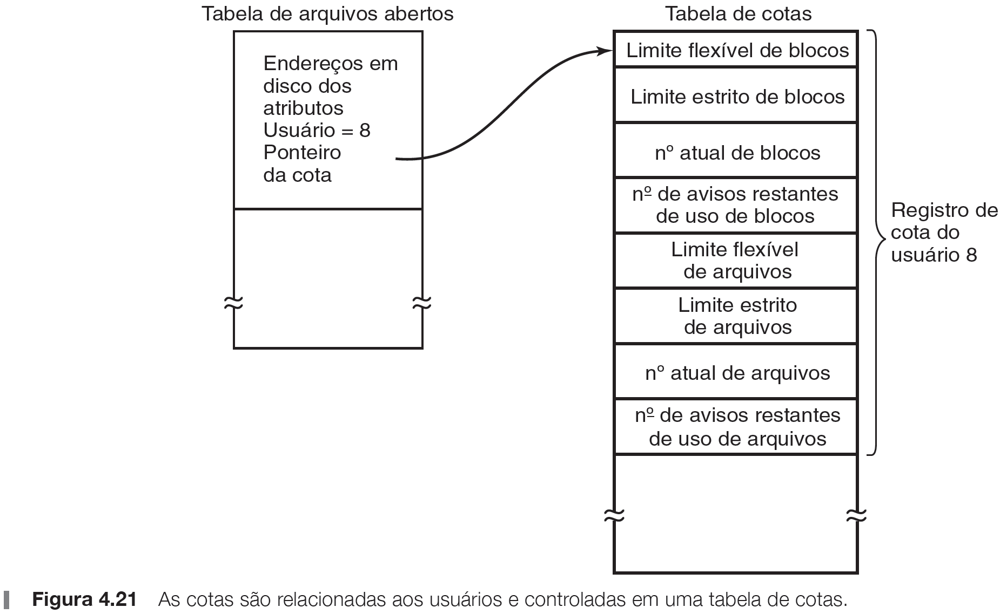 Tabela de arquivos abertos
Endereços em
disco dos
atributos
Usuário = 8
Ponteiro
da cota
Tabela de cotas
Limite flexível de blocos
Limite estrito de blocos
nº atual de blocos
nº de avisos restantes
de uso de blocos
Limite flexível
de arquivos
Limite estrito
de arquivos
nº atual de arquivos
nº de avisos restantes
de uso de arquivos
Registro de
cota do
usuário 8
Figura 4.21 As cotas são relacionadas aos usuários e controladas em uma tabela de cotas.